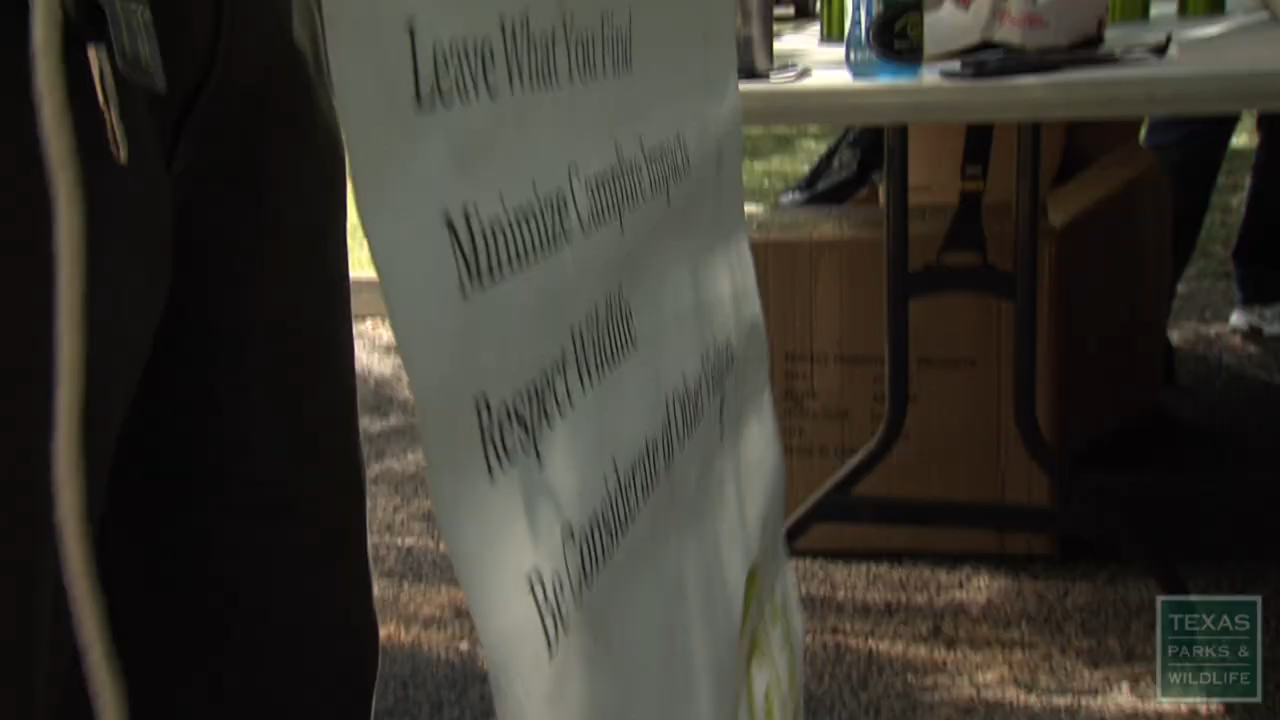 Leave What You Find
Minimize Campfire Impacts
Respect Wildlife
Be Considerate of Other Visitors
TEXAS
PARKS &
WILDLIFE